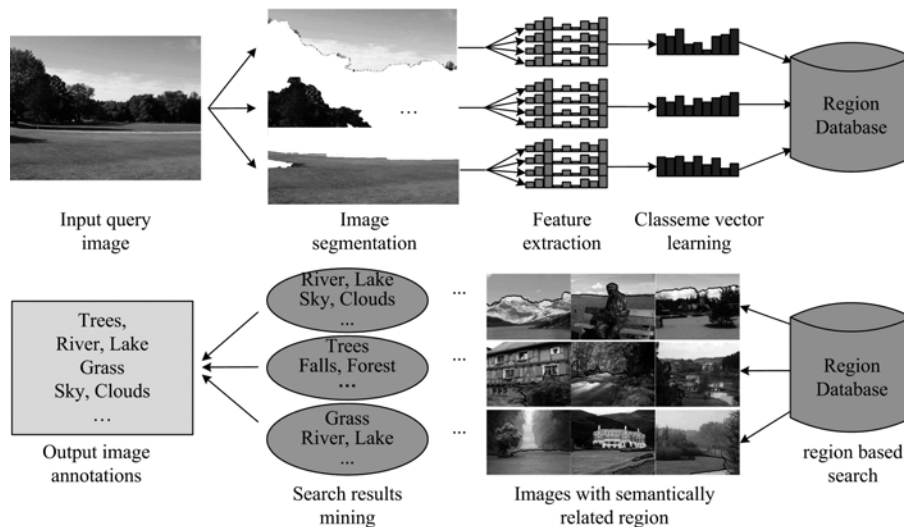 ...
Region
Database
Input query
image
Image
segmentation
Feature
extraction
Classeme vector
learning
River, Lake
Sky, Clouds
...
...
Trees,
River, Lake
Grass
Sky, Clouds
...
Trees
Falls, Forest
...
...
Region
Database
Grass
River, Lake
...
...
Output image
annotations
Search results
mining
Images with semantically
related region
region based
search